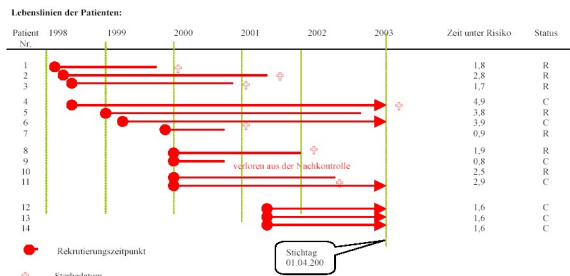 Lebenslinien der Patienten:
Patient Nr. 1998 1999 2000 2001 2002 2003 Zeit unter Risiko Status
1 1,8 R
2 2,8 R
3 1,7 R
4 4,9 C
5 3,8 R
6 3,9 C
7 0,9 R
8 1,9 R
9 verloren aus der Nachkontrolle 0,8 C
10 2,5 R
11 2,9 C
12 1,6 C
13 1,6 C
14 1,6 C
Rekrutierungszeitpunkt
Stichtag
01.04.200
Sterbedatum